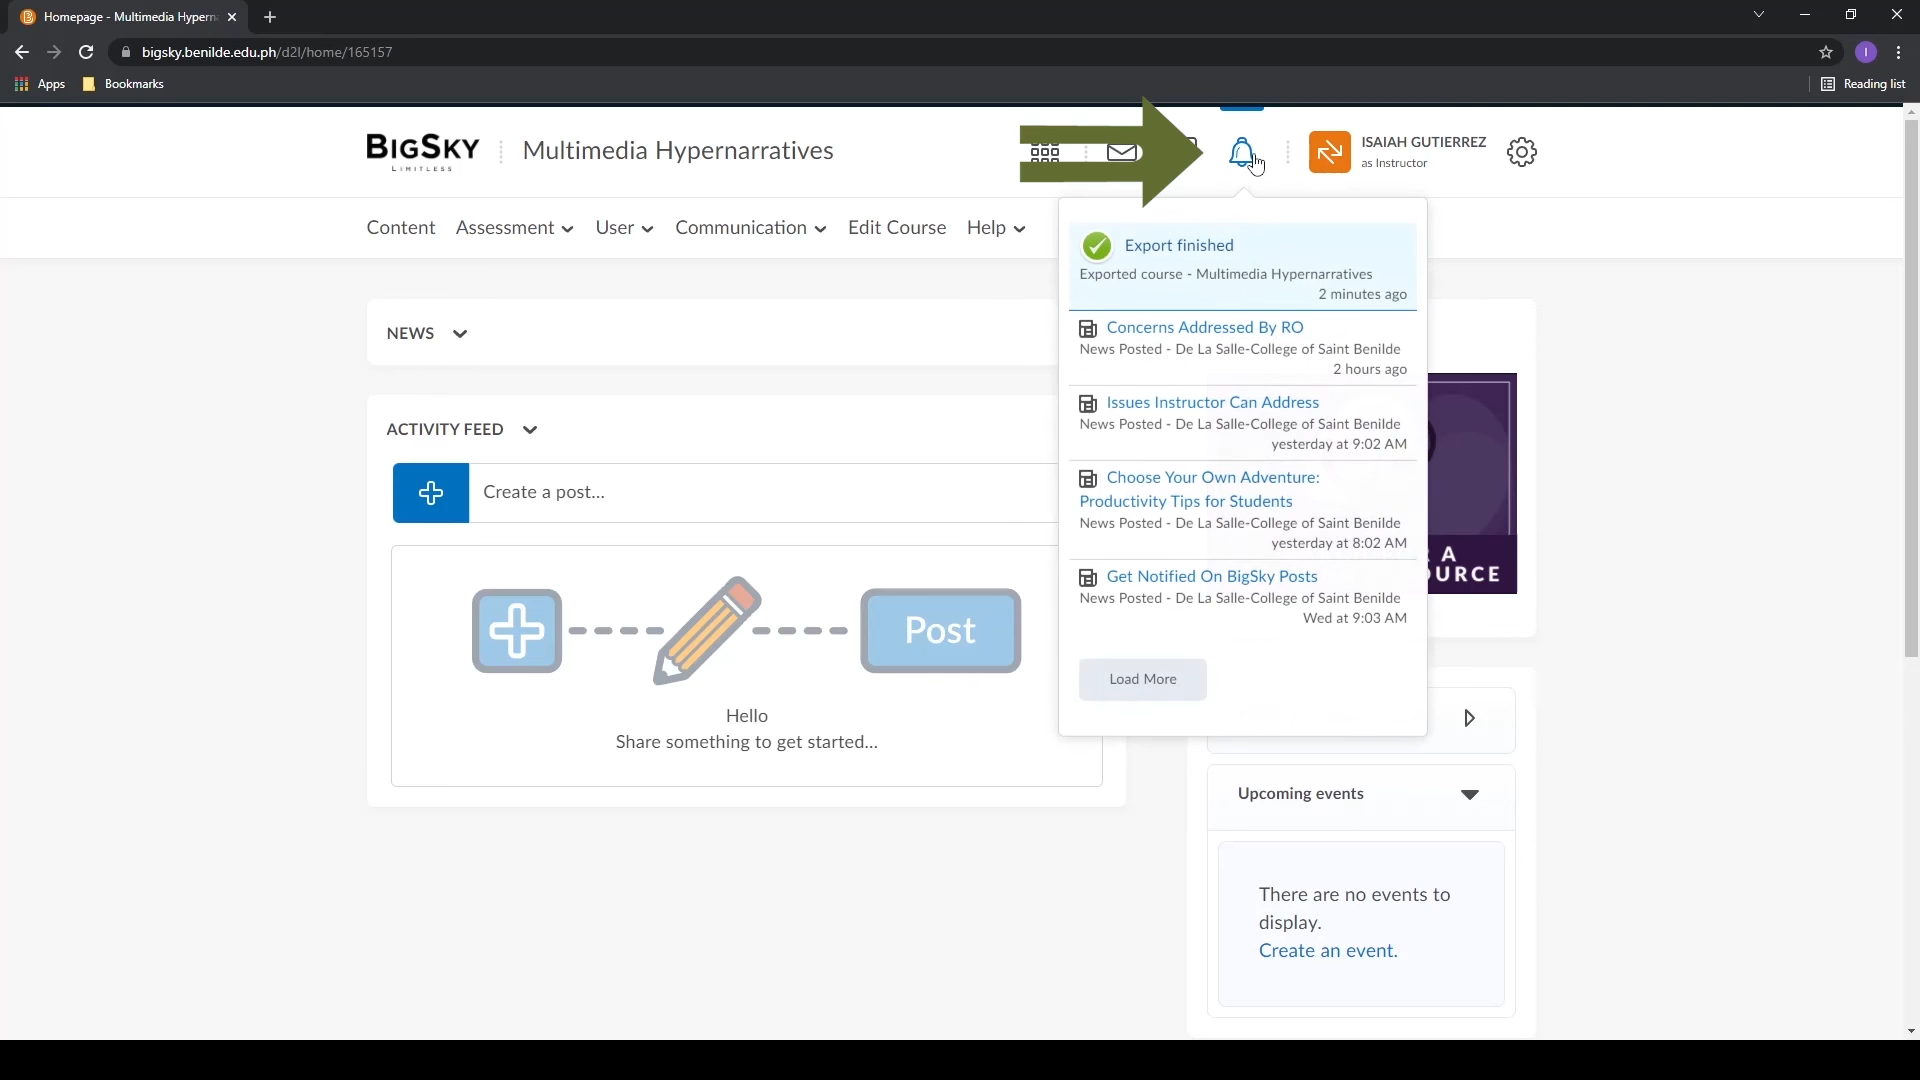 Homepage - Multimedia Hypern
bigsky.benilde.edu.ph/d2l/home/165157
I
Apps
Bookmarks
Reading list
BIGSKY
LIMITLESS
Multimedia Hypernarratives
ISAIAH GUTIERREZ
as Instructor
Content
Assessment
User
Communication
Edit Course
Help
NEWS
ACTIVITY FEED
Create a post...
Post
Hello
Share something to get started...
Export finished
Exported course - Multimedia Hypernarratives
2 minutes ago
Concerns Addressed By RO
News Posted - De La Salle-College of Saint Benilde
2 hours ago
Issues Instructor Can Address
News Posted - De La Salle-College of Saint Benilde
yesterday at 9:02 AM
Choose Your Own Adventure:
Productivity Tips for Students
News Posted - De La Salle-College of Saint Benilde
yesterday at 8:02 AM
Get Notified On BigSky Posts
News Posted - De La Salle-College of Saint Benilde
Wed at 9:03 AM
Load More
A
URCE
Upcoming events
There are no events to
display.
Create an event.